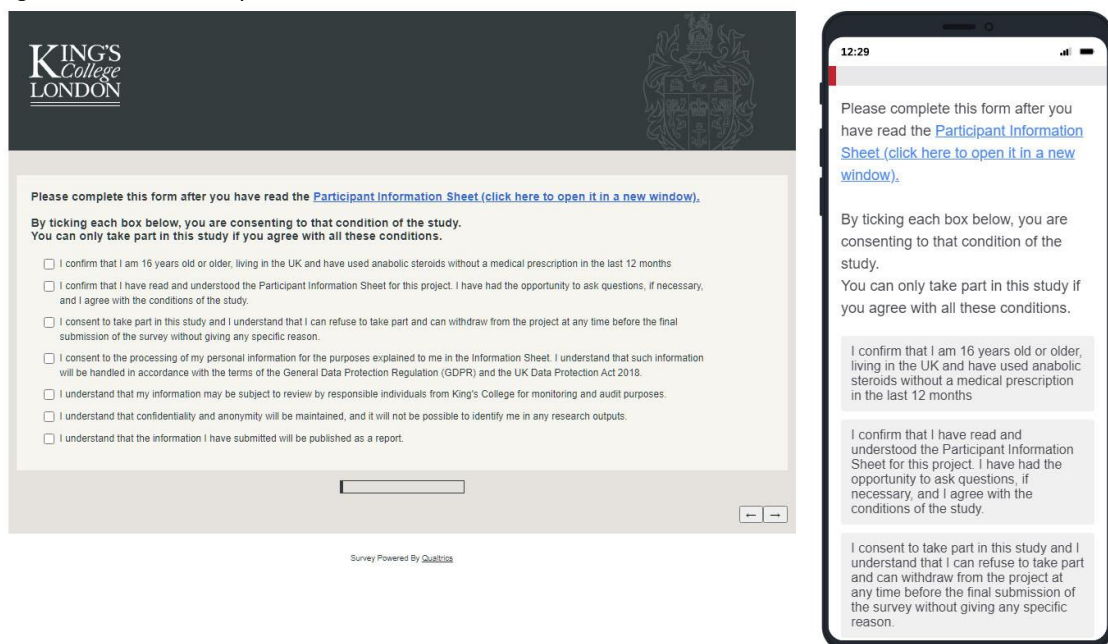 KING'S
College
LONDON
Please complete this form after you have read the Participant Information Sheet (click here to open it in a new window).
By ticking each box below, you are consenting to that condition of the study.
You can only take part in this study if you agree with all these conditions.
I confirm that I am 16 years old or older, living in the UK and have used anabolic steroids without a medical prescription in the last 12 months
I confirm that I have read and understood the Participant Information Sheet for this project. I have had the opportunity to ask questions, if necessary,
and I agree with the conditions of the study.
I consent to take part in this study and I understand that I can refuse to take part and can withdraw from the project at any time before the final
submission of the survey without giving any specific reason.
I consent to the processing of my personal information for the purposes explained to me in the Information Sheet. I understand that such information
will be handled in accordance with the terms of the General Data Protection Regulation (GDPR) and the UK Data Protection Act 2018.
I understand that my information may be subject to review by responsible individuals from King's College for monitoring and audit purposes.
I understand that confidentiality and anonymity will be maintained, and it will not be possible to identify me in any research outputs.
I understand that the information I have submitted will be published as a report.
← →
Survey Powered By Qualtrics
12:29
Please complete this form after you
have read the Participant Information
Sheet (click here to open it in a new
window).
By ticking each box below, you are
consenting to that condition of the
study.
You can only take part in this study if
you agree with all these conditions.
I confirm that I am 16 years old or older,
living in the UK and have used anabolic
steroids without a medical prescription
in the last 12 months
I confirm that I have read and
understood the Participant Information
Sheet for this project. I have had the
opportunity to ask questions, if
necessary, and I agree with the
conditions of the study.
I consent to take part in this study and I
understand that I can refuse to take part
and can withdraw from the project at
any time before the final submission of
the survey without giving any specific
reason.